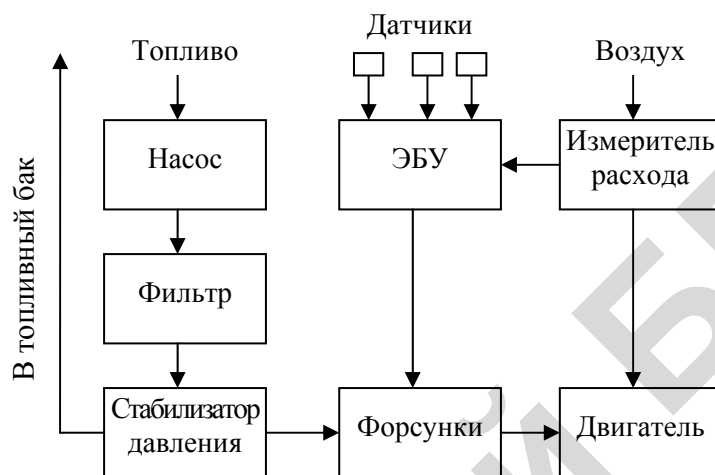 Датчики
Топливо
Воздух
Насос
ЭБУ
Измеритель
расхода
В топливный бак
Фильтр
Стабилизатор
давления
Форсунки
Двигатель
Й Б